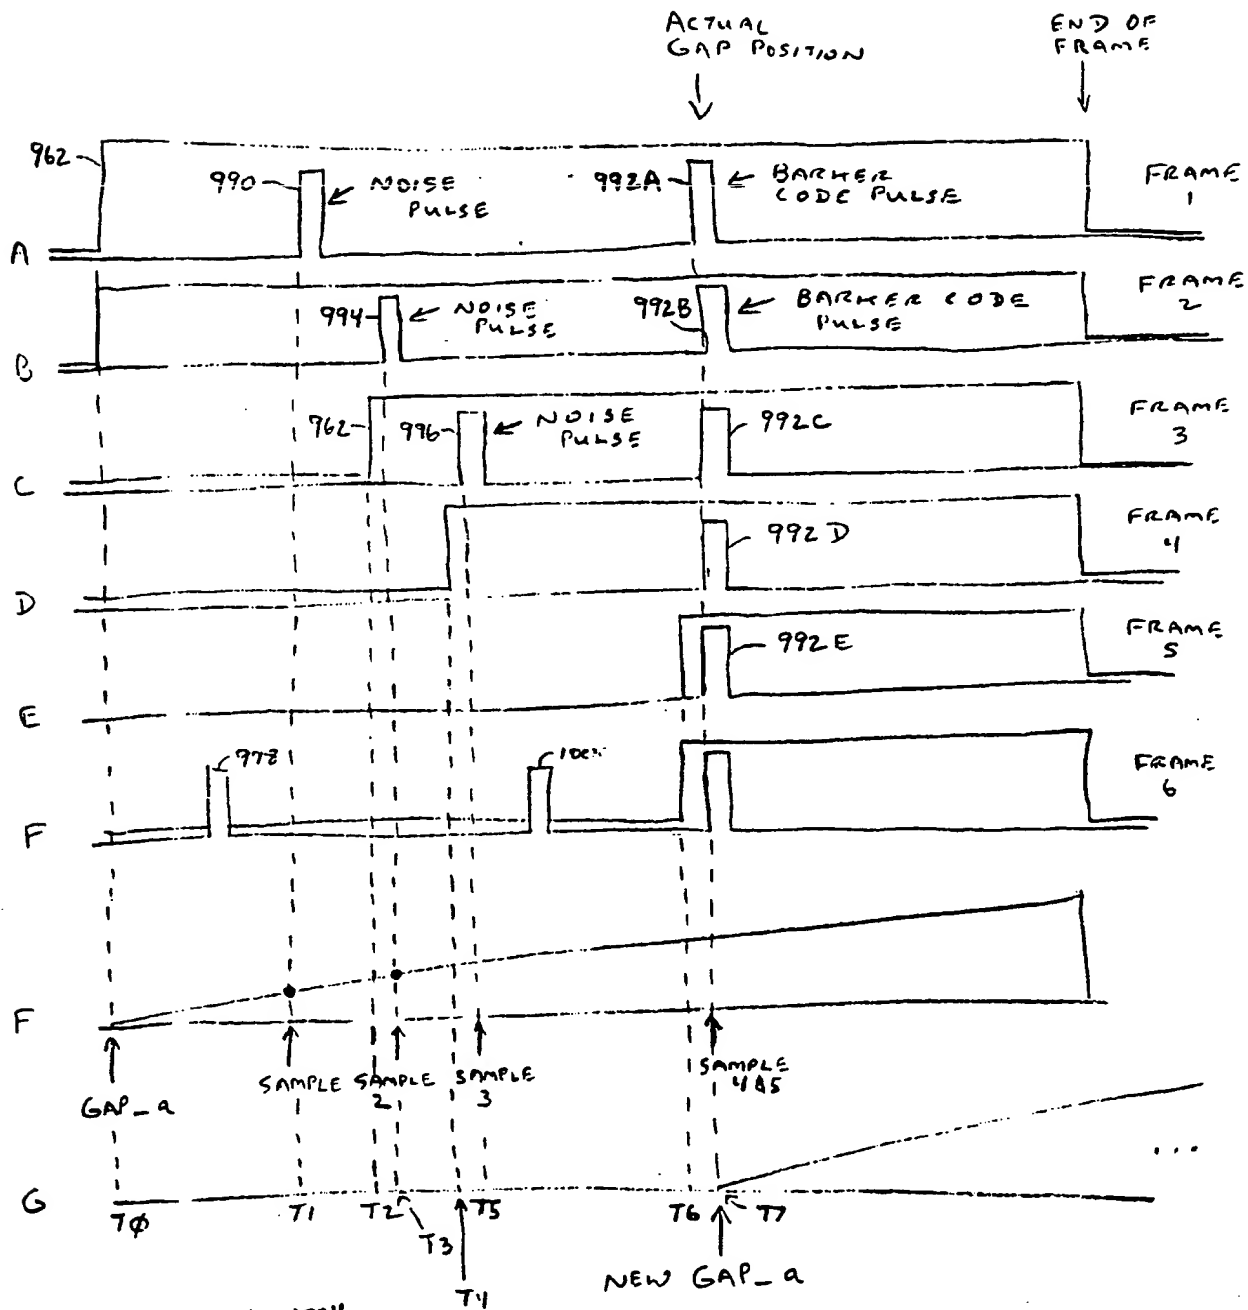 ACTUAL
GAP POSITION
END OF
FRAME
962
990
NOISE
PULSE
992A
BARKER
CODE PULSE
FRAME
1
A
994
NOISE
PULSE
992B
BARKER CODE
PULSE
FRAME
2
B
962
996
NOISE
PULSE
992C
FRAME
3
C
992D
FRAME
4
D
992E
FRAME
5
E
FRAME
6
F
F
GAP_a
SAMPLE
SAMPLE
2
SAMPLE
3
SAMPLE
4&5
...
G
TØ
T1
T2
T3
T4
T5
T6
T7
NEW GAP_a